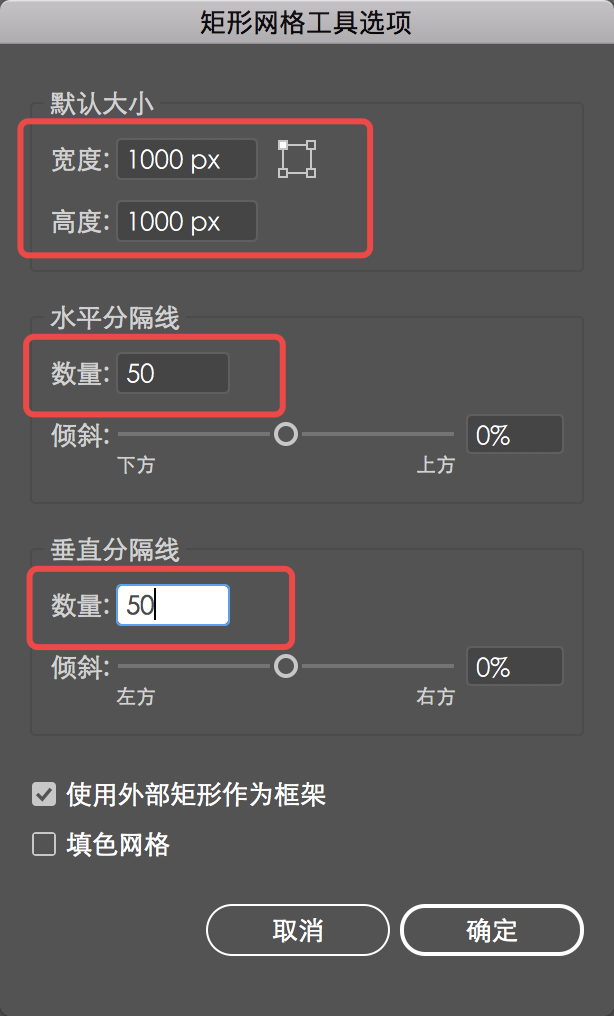 矩形网格工具选项
默认大小
宽度: 1000 px
高度: 1000 px
水平分隔线
数量: 50
倾斜: 0%
下方 上方
垂直分隔线
数量: 50
倾斜: 0%
左方 右方
使用外部矩形作为框架
填色网格
取消 确定